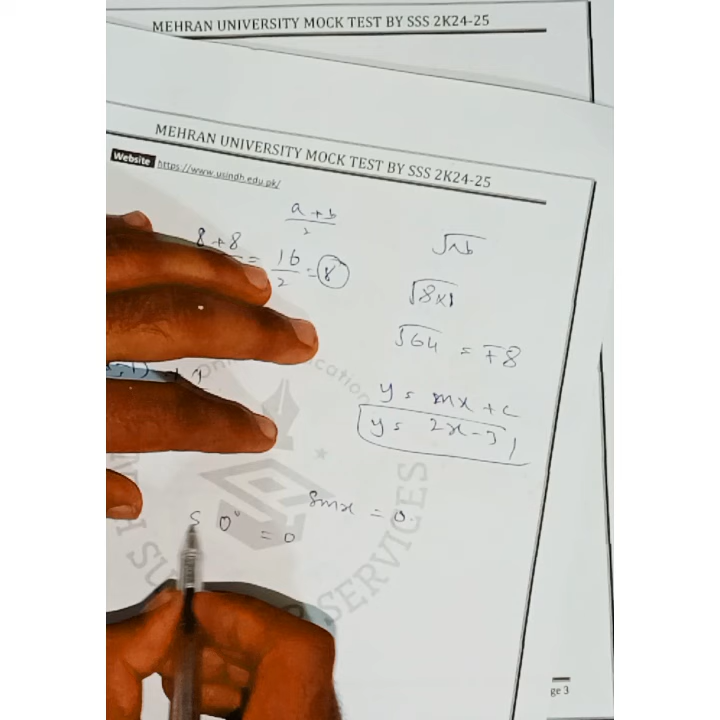 MEHRAN UNIVERSITY MOCK TEST BY SSS 2K24-25
MEHRAN UNIVERSITY MOCK TEST BY SSS 2K24-25
Website https://www.usindh.edu.pk/
a + b
2
8 + 8
= 16
2
= 8
√ab
√64 = ∓8
y = mx + c
y = 2x - 3
sinx = 0
S 0° = 0
SERVICES
ge 3